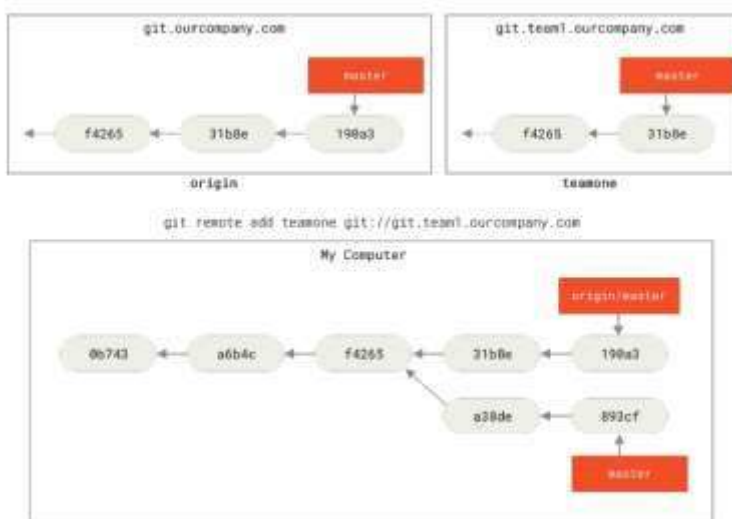 git.ourcompany.com
master
f4265
31b8e
190a3
origin
git.team1.ourcompany.com
master
f4265
31b8e
teamone
git remote add teamone git://git.team1.ourcompany.com
My Computer
origin/master
0b743
a6b4c
f4265
31b8e
190a3
a38de
893cf
master